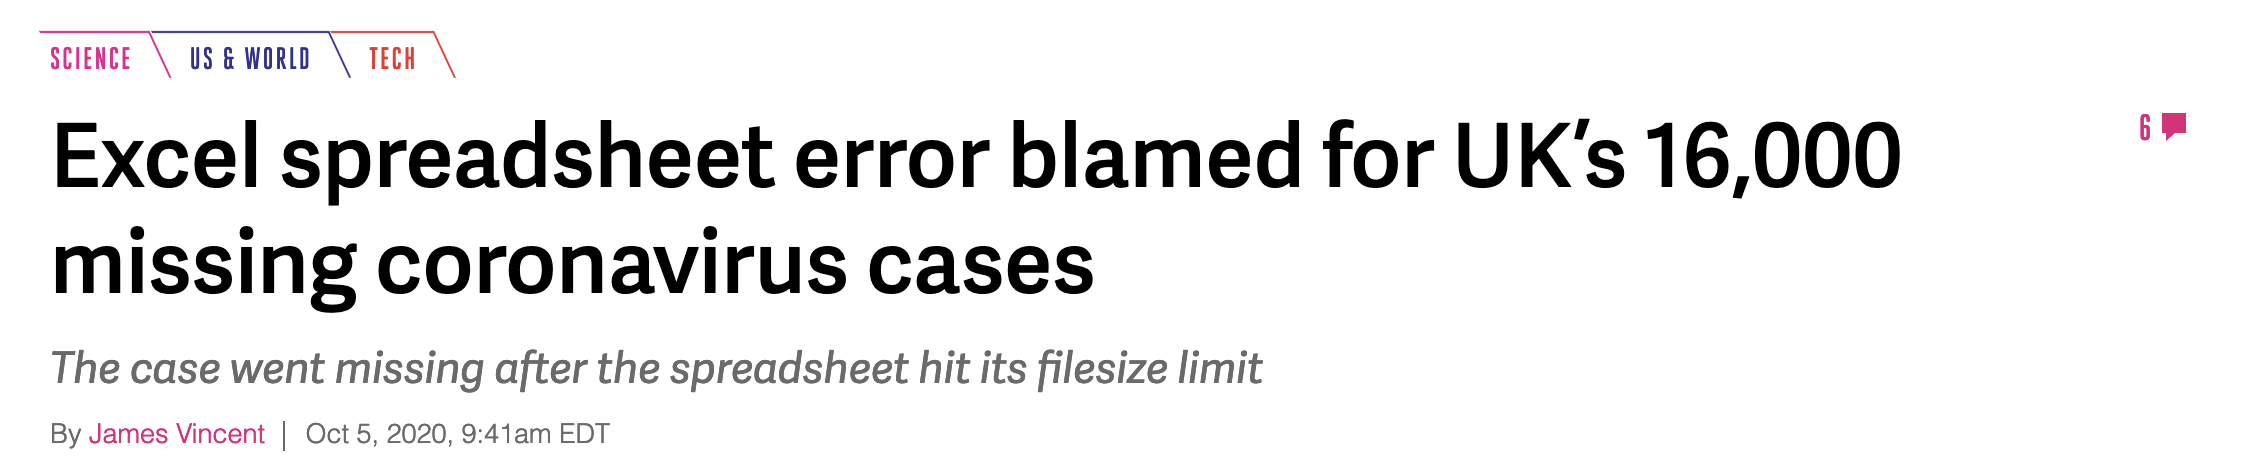 SCIENCE US & WORLD TECH
Excel spreadsheet error blamed for UK’s 16,000
6
missing coronavirus cases
The case went missing after the spreadsheet hit its filesize limit
By James Vincent | Oct 5, 2020, 9:41am EDT